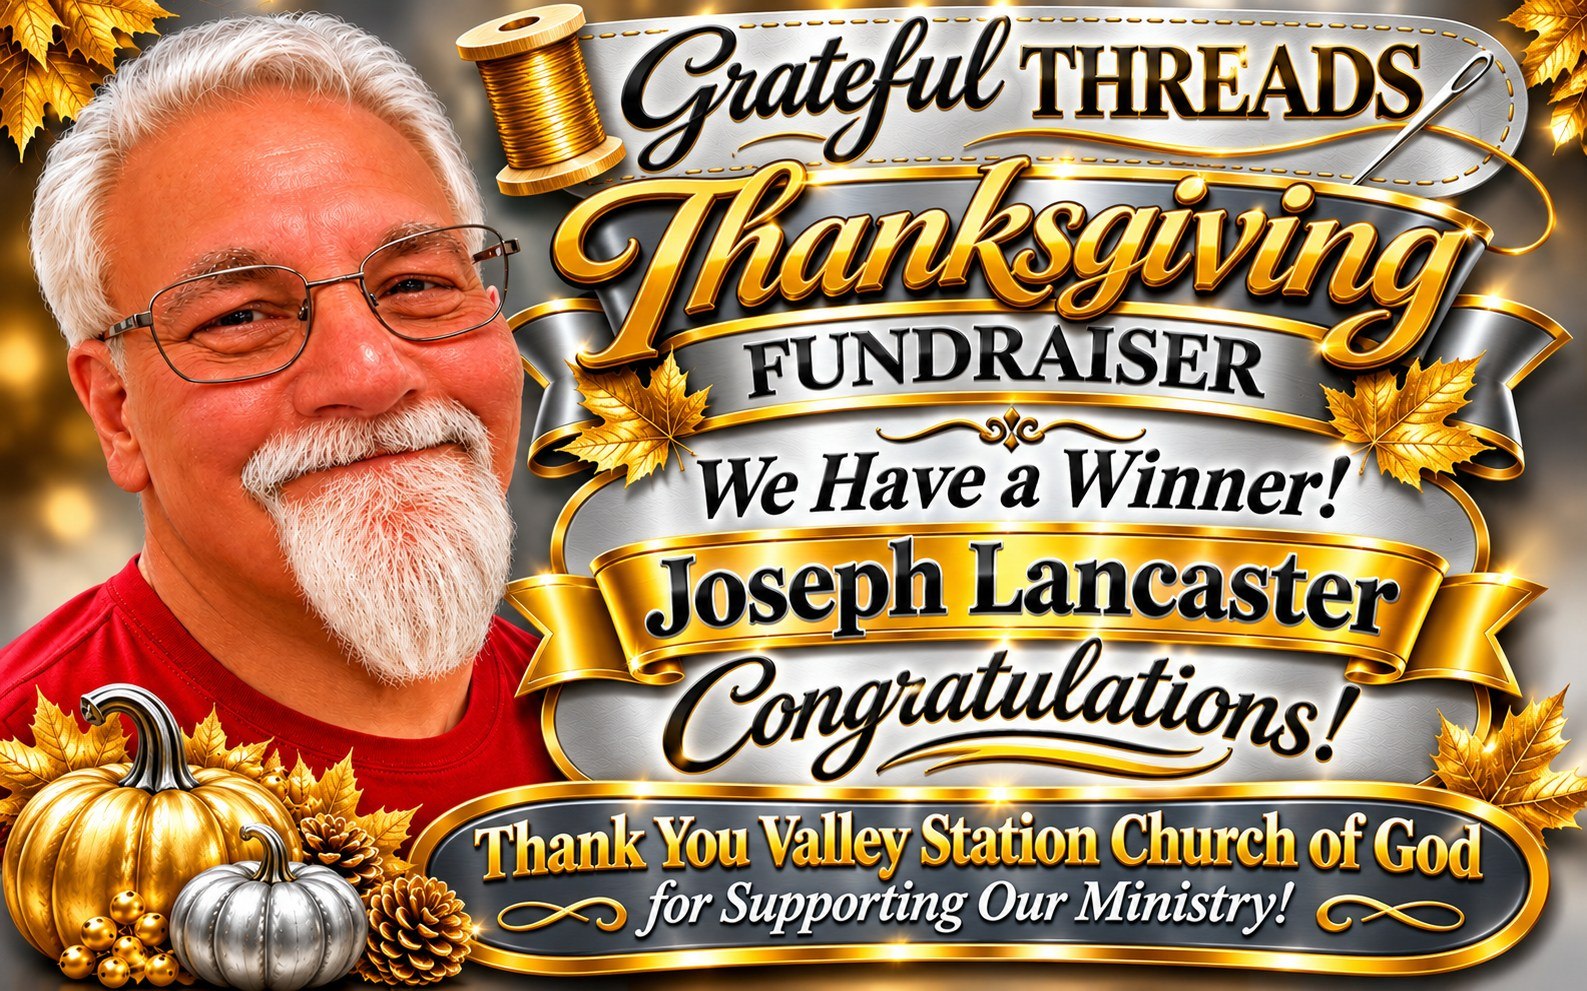 Grateful THREADS
Thanksgiving
FUNDRAISER
We Have a Winner!
Joseph Lancaster
Congratulations!
Thank You Valley Station Church of God
for Supporting Our Ministry!